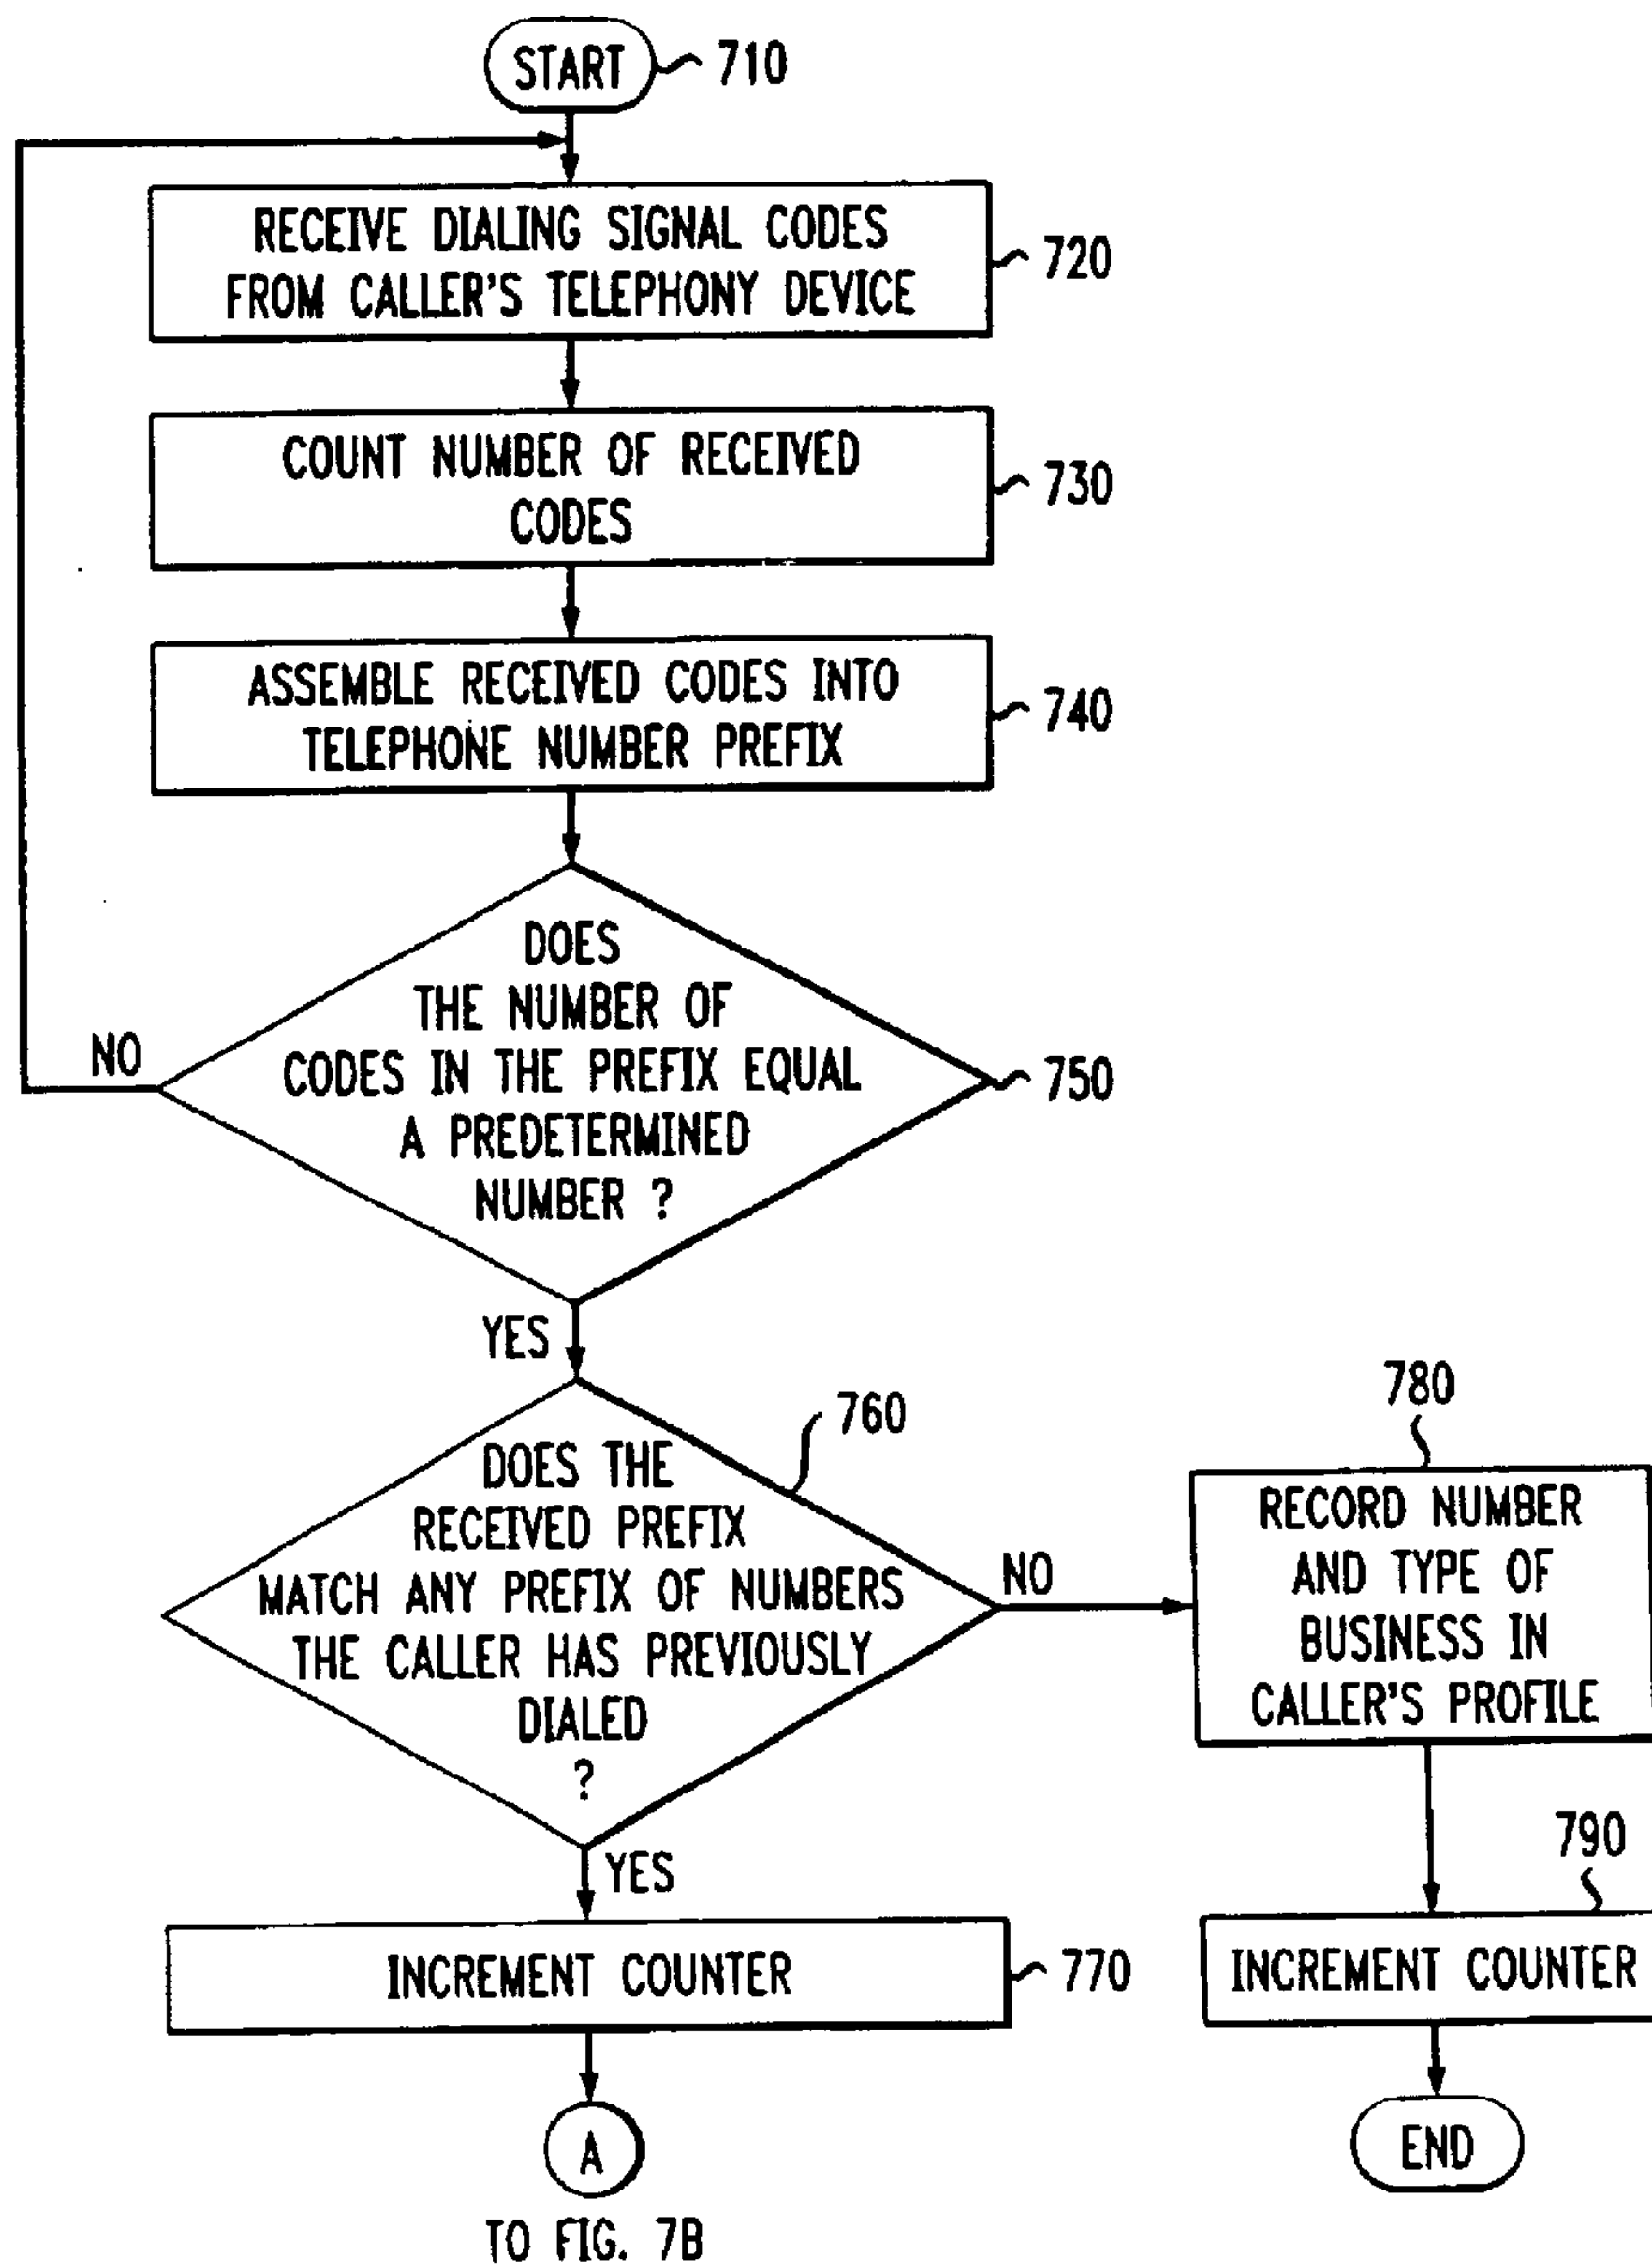 START
710
RECEIVE DIALING SIGNAL CODES
FROM CALLER'S TELEPHONY DEVICE
720
COUNT NUMBER OF RECEIVED
CODES
730
ASSEMBLE RECEIVED CODES INTO
TELEPHONE NUMBER PREFIX
740
DOES
THE NUMBER OF
CODES IN THE PREFIX EQUAL
A PREDETERMINED
NUMBER ?
NO
750
YES
DOES THE
RECEIVED PREFIX
MATCH ANY PREFIX OF NUMBERS
THE CALLER HAS PREVIOUSLY
DIALED
?
760
NO
780
RECORD NUMBER
AND TYPE OF
BUSINESS IN
CALLER'S PROFILE
YES
INCREMENT COUNTER
770
790
INCREMENT COUNTER
A
TO FIG. 7B
END